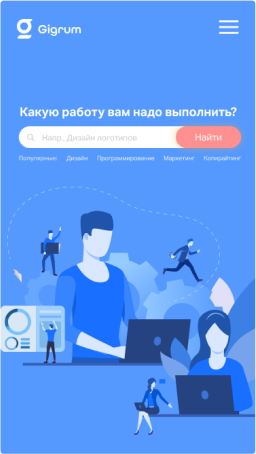 Gigrum
Какую работу вам надо выполнить?
Напр., Дизайн логотипов
Найти
Популярные: Дизайн Программирование Маркетинг Копирайтинг